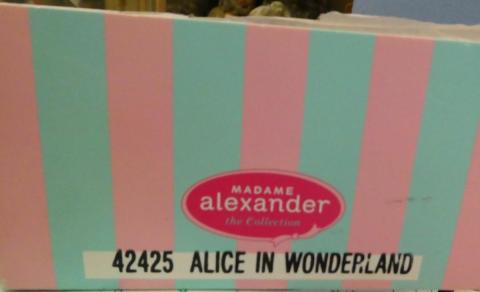 MADAME
alexander
the Collection
42425 ALICE IN WONDERLAND